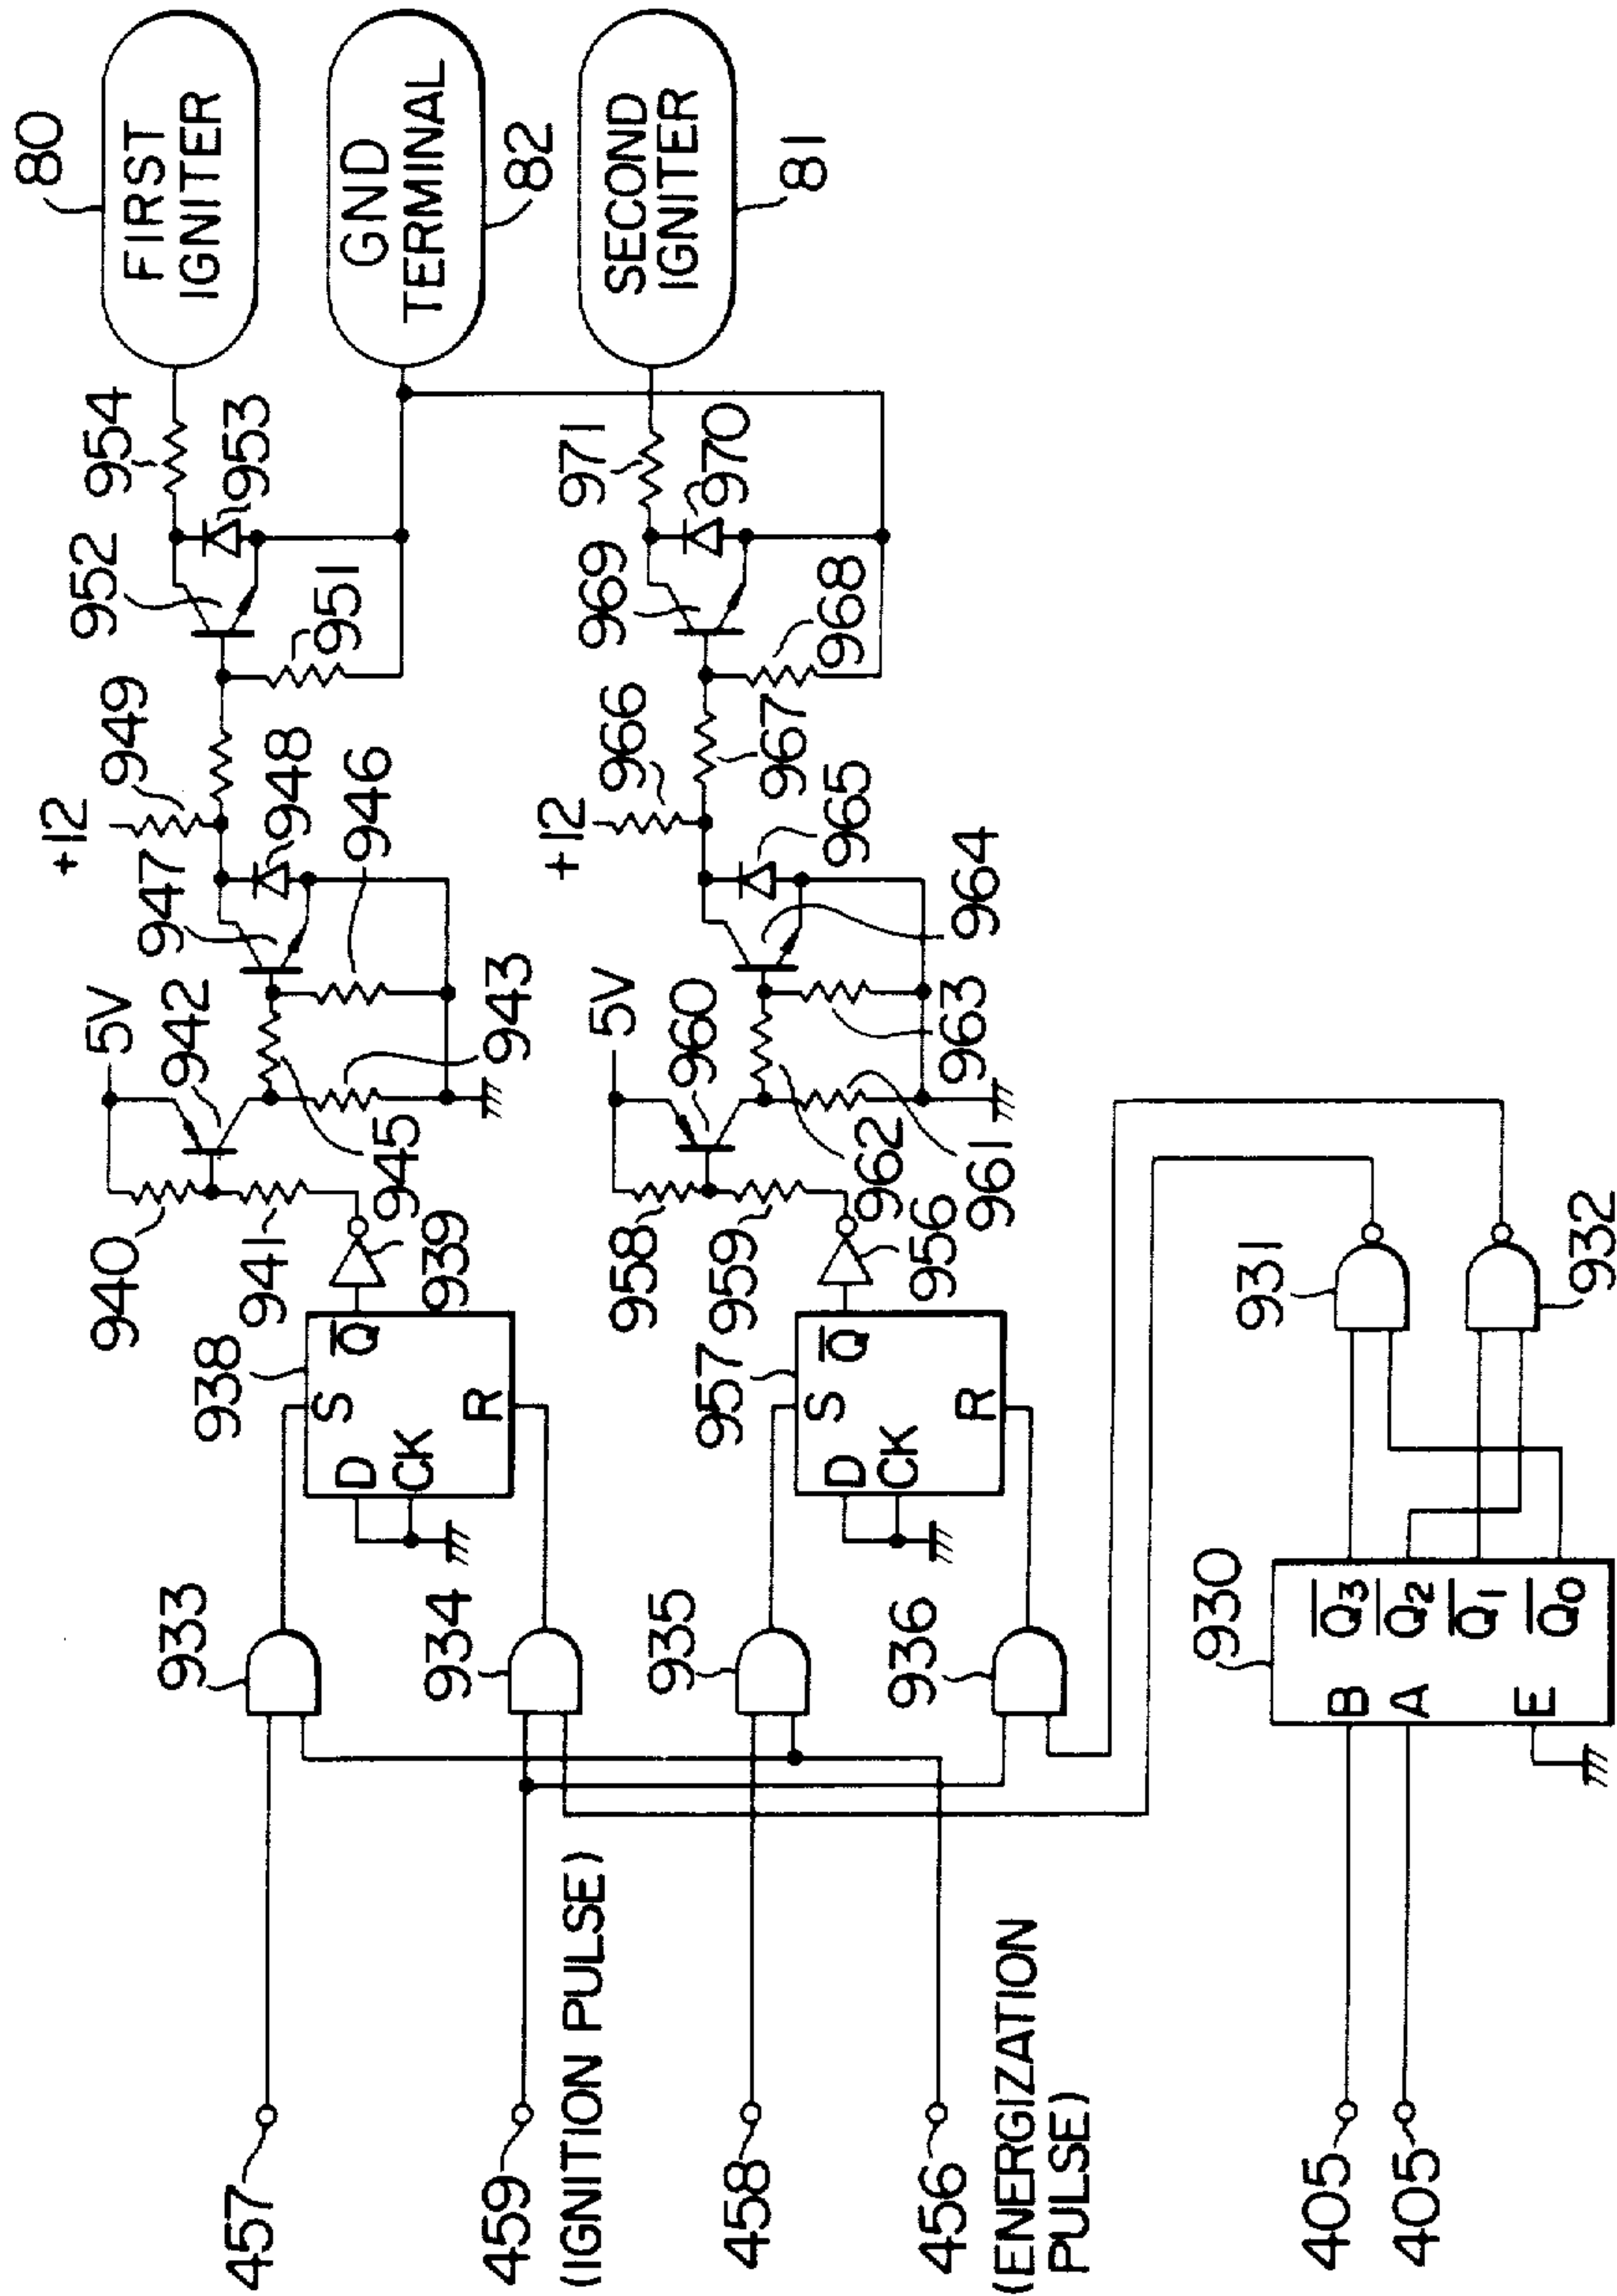 80
FIRST
IGNITER
GND
TERMINAL
82
SECOND
IGNITER
81
954
953
952
951
949
+12
948
947
946
5V
942
943
945
940
941
939
938
S
Q̅
D
CK
R
933
934
971
970
969
968
966
967
+12
965
964
5V
960
963
962
961
958
959
956
957
S
Q̅
D
CK
R
935
936
931
932
930
B
A
E
Q̅3
Q̅2
Q̅1
Q̅0
457
459
(IGNITION PULSE)
458
456
(ENERGIZATION
PULSE)
405
405